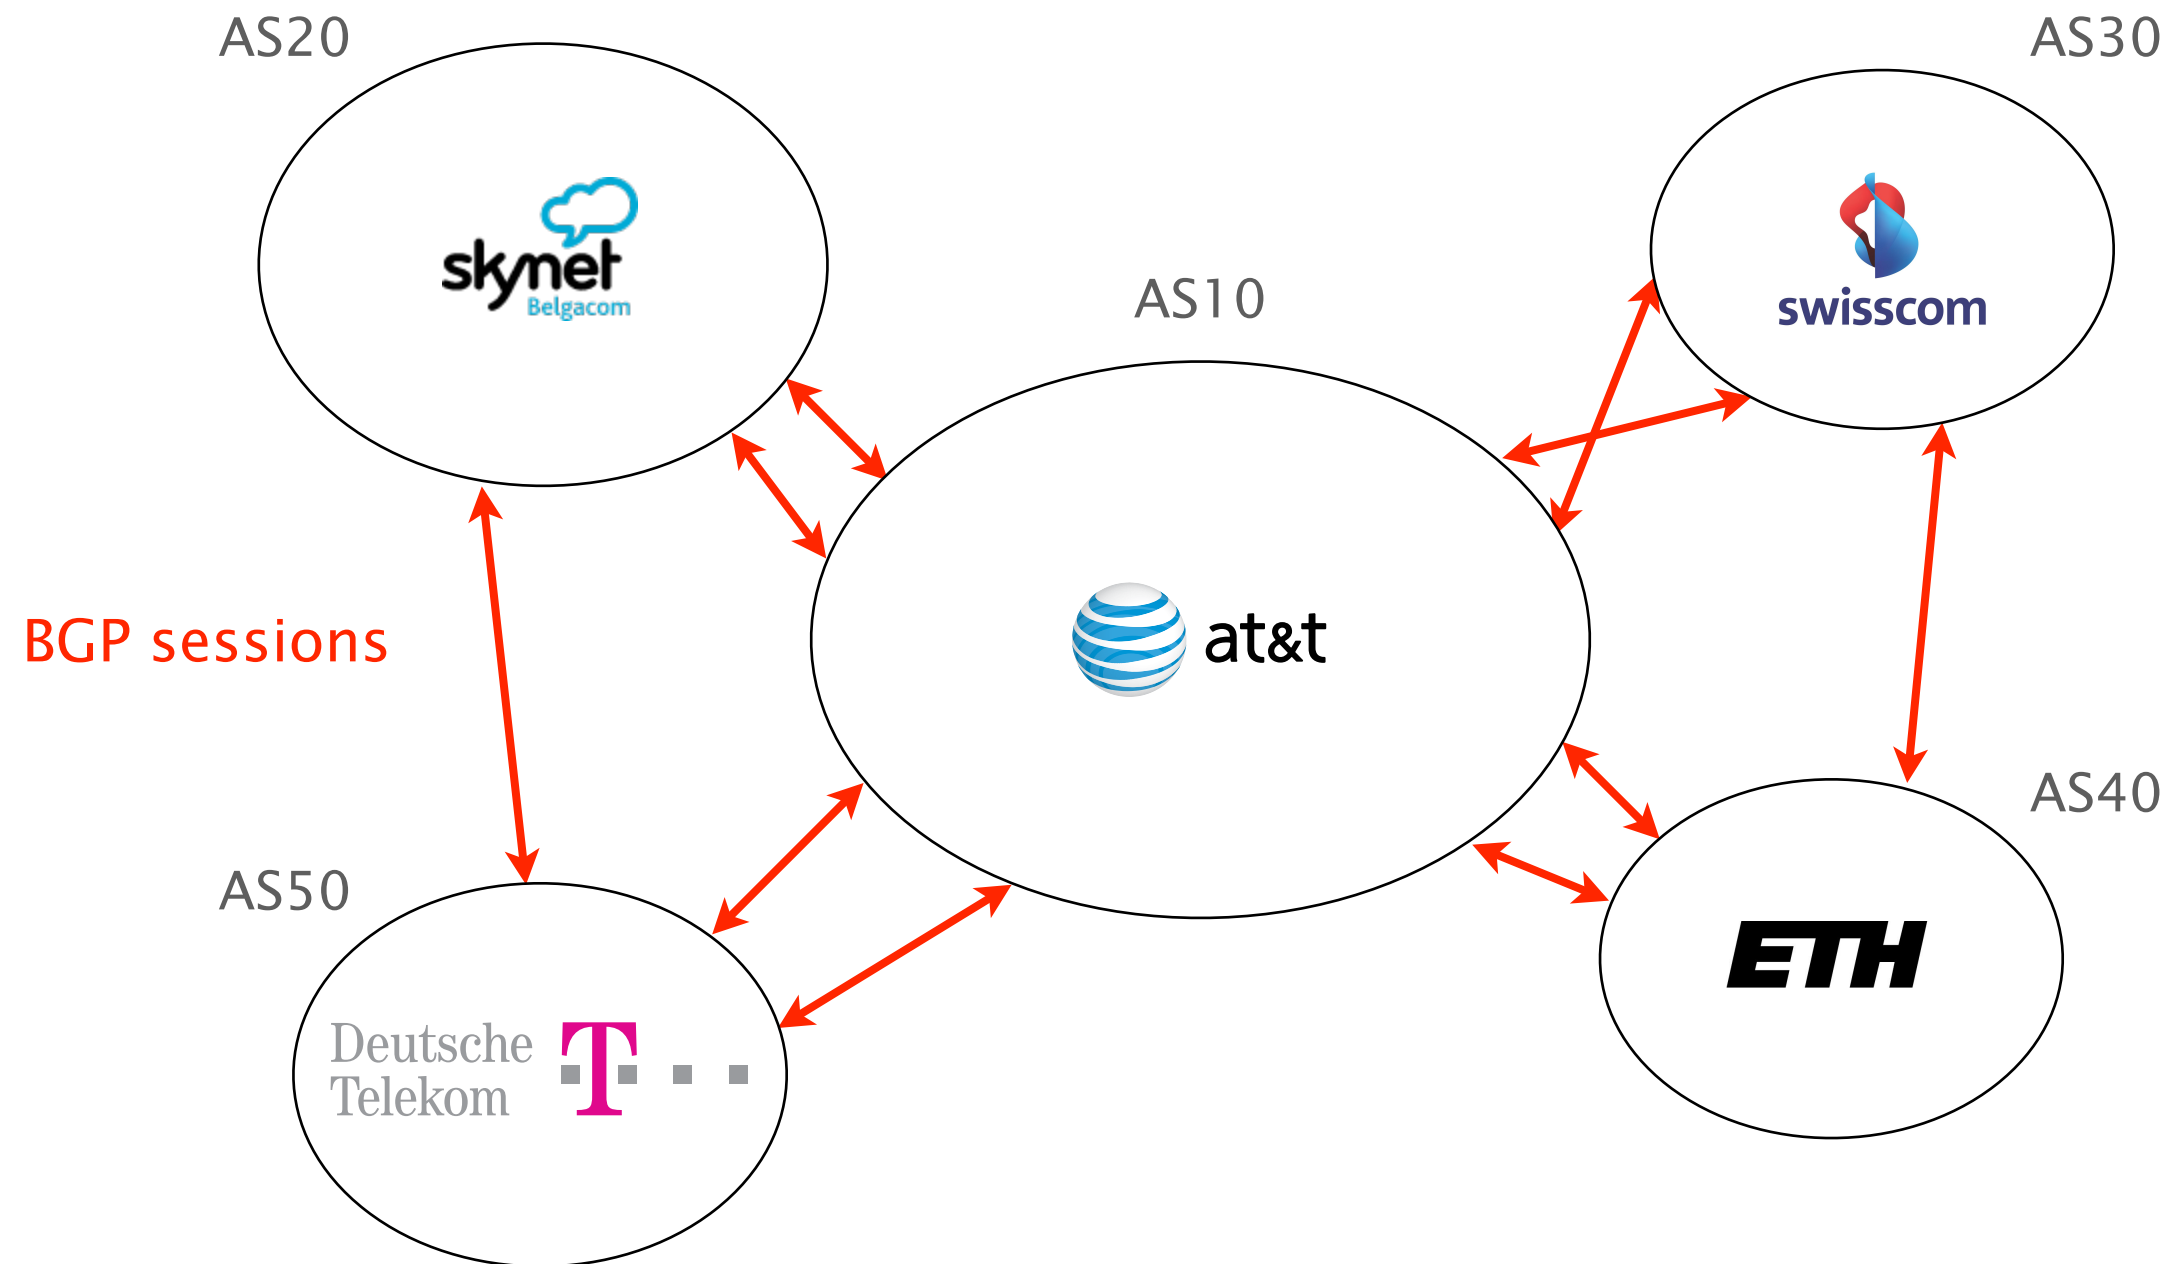 AS20
AS30
skynet
Belgacom
swisscom
AS10
BGP sessions
at&t
AS40
AS50
ETH
Deutsche
Telekom
T